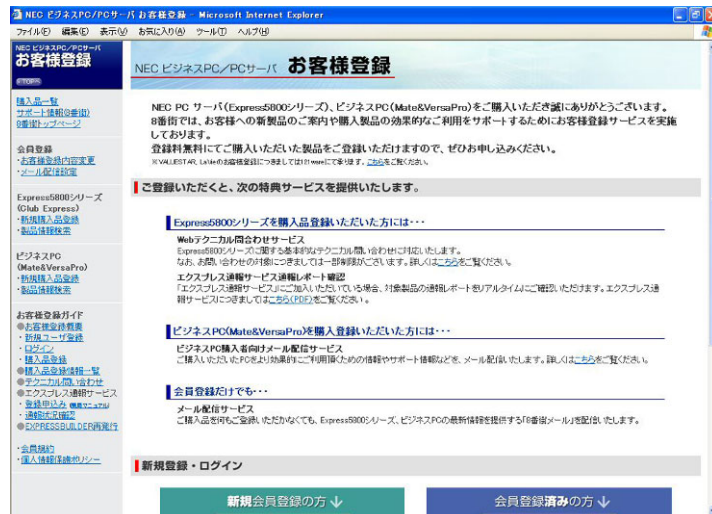 NEC ビジネスPC/PCサーバ お客様登録 - Microsoft Internet Explorer
ファイル(F) 編集(E) 表示(V) お気に入り(A) ツール(T) ヘルプ(H)
NEC ビジネスPC/PCサーバ
お客様登録
NEC ビジネスPC/PCサーバ お客様登録
購入品一覧
サポート情報(8番街)
8番街トップページ
会員登録
・お客様登録内容変更
・メール配信設定
Express5800シリーズ
(Club Express)
・新規購入品登録
・製品情報検索
ビジネスPC
(Mate&VersaPro)
・新規購入品登録
・製品情報検索
お客様登録ガイド
●お客様登録概要
・新規ユーザ登録
・ログイン
・購入品登録
●購入品登録情報一覧
●テクニカル問い合わせ
●エクスプレス通報サービス
・登録申込み
・通報状況確認
●EXPRESSBUILDER再発行
・会員規約
・個人情報保護ポリシー
NEC PC サーバ(Express5800シリーズ)、ビジネスPC(Mate&VersaPro)をご購入いただき誠にありがとうございます。
8番街では、お客様への新製品のご案内や購入製品の効果的なご利用をサポートするためにお客様登録サービスを実施
しております。
登録料無料にてご購入いただいた製品をご登録いただけますので、ぜひお申し込みください。
※VALUESTAR、LaVieのお客様登録につきましては121wareにて承ります。こちらをご覧ください。
ご登録いただくと、次の特典サービスを提供いたします。
Express5800シリーズを購入品登録いただいた方には・・・
Webテクニカル問合わせサービス
Express5800シリーズに関する基本的なテクニカル問い合わせに対応いたします。
なお、お問い合わせの対象につきましては一部制限がございます。詳しくはこちらをご覧ください。
エクスプレス通報サービス通報レポート確認
「エクスプレス通報サービス」にご加入いただいている場合、対象製品の通報レポートをリアルタイムにご確認いただけます。エクスプレス通
報サービスにつきましてはこちら(PDF)をご覧ください。
ビジネスPC(Mate&VersaPro)を購入登録いただいた方には・・・
ビジネスPC購入者向けメール配信サービス
ご購入いただいたPCをより効果的にご利用頂くための情報やサポート情報などを、メール配信いたします。詳しくはこちらをご覧ください。
会員登録だけでも・・・
メール配信サービス
ご購入品を何もご登録いただかなくても、Express5800シリーズ、ビジネスPCの最新情報を提供する「8番街メール」を配信いたします。
新規登録・ログイン
新規会員登録の方 ↓ 会員登録済みの方 ↓